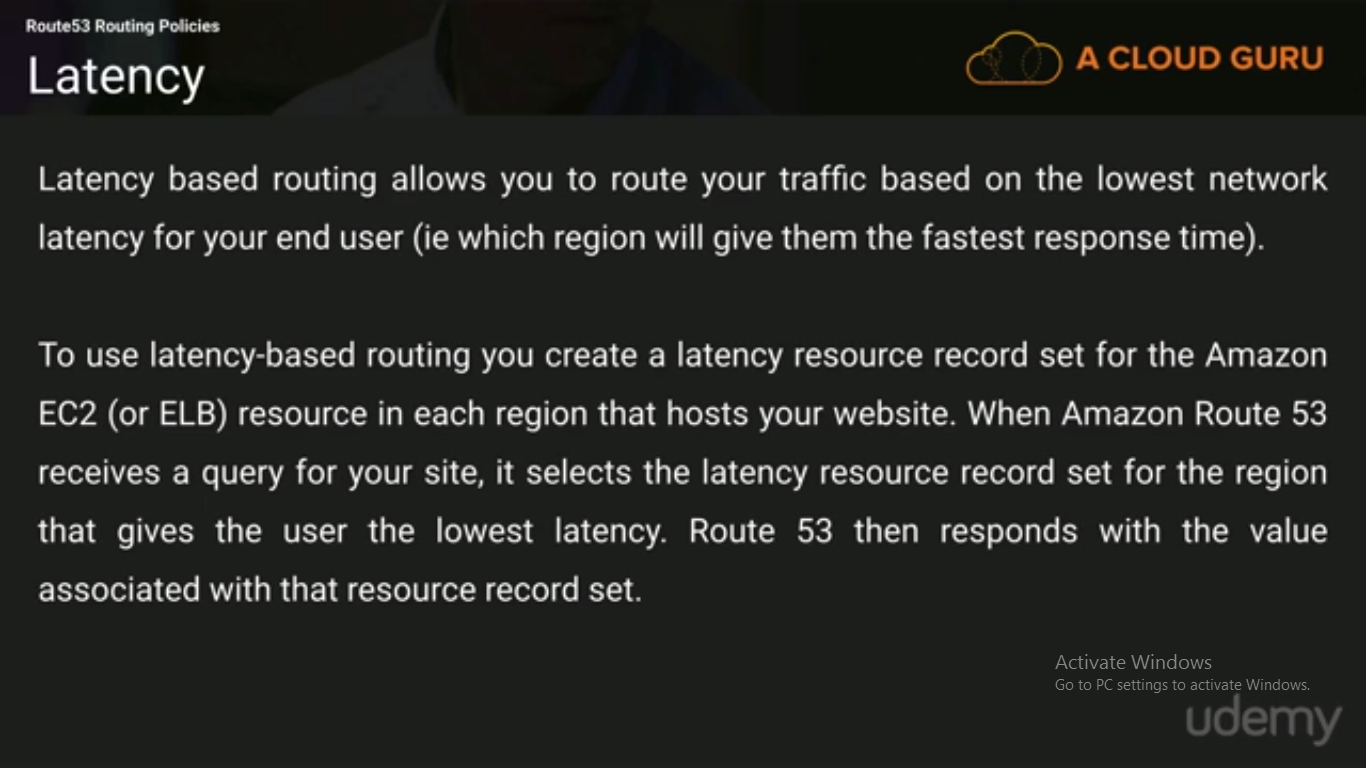 Route53 Routing Policies
Latency
A CLOUD GURU
Latency based routing allows you to route your traffic based on the lowest network
latency for your end user (ie which region will give them the fastest response time).
To use latency-based routing you create a latency resource record set for the Amazon
EC2 (or ELB) resource in each region that hosts your website. When Amazon Route 53
receives a query for your site, it selects the latency resource record set for the region
that gives the user the lowest latency. Route 53 then responds with the value
associated with that resource record set.
Activate Windows
Go to PC settings to activate Windows.
udemy